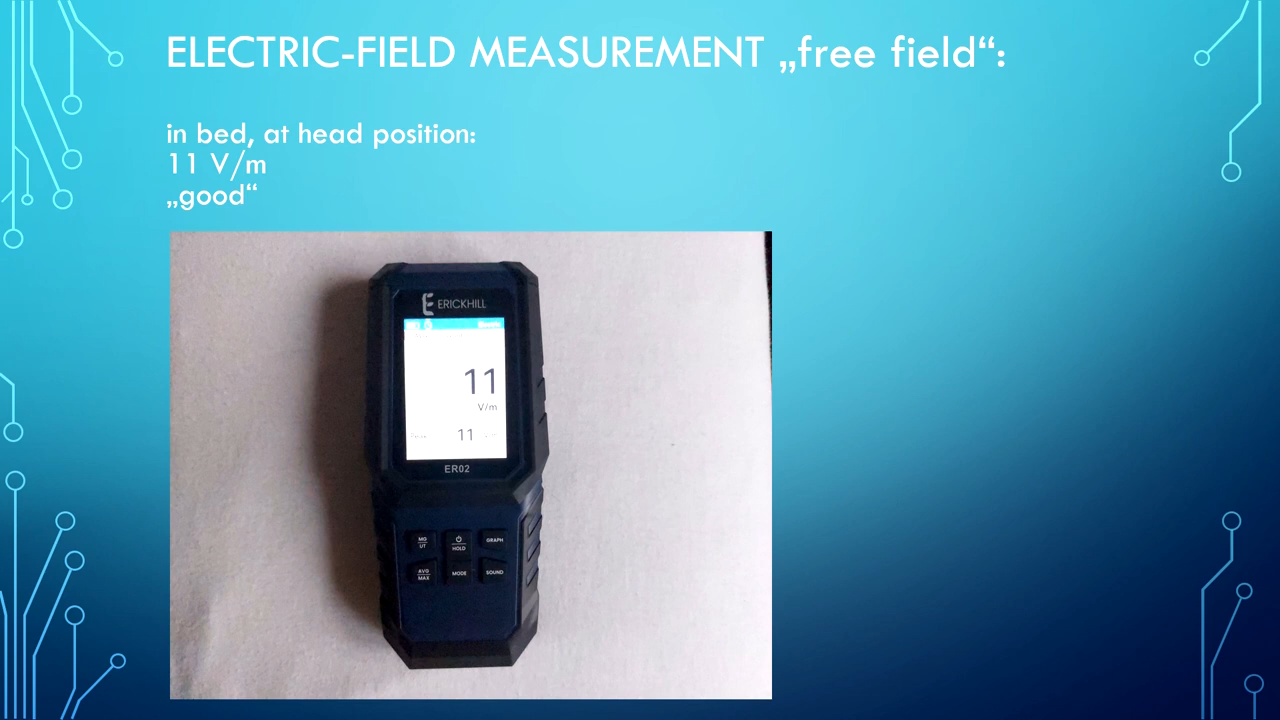 ELECTRIC-FIELD MEASUREMENT „free field“:
in bed, at head position:
11 V/m
„good“
ERICKHILL
11
V/m
11
ER02
MG
UT
HOLD
GRAPH
AVG
MAX
MODE
SOUND